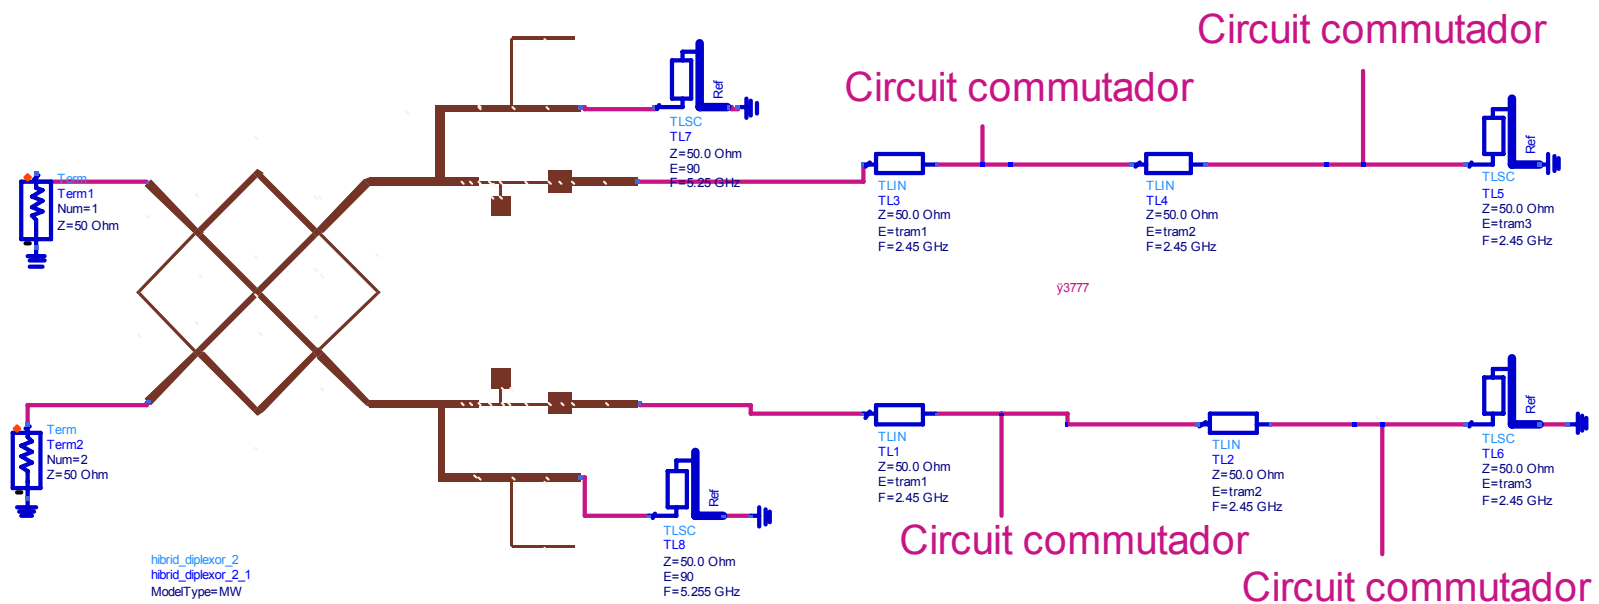 Circuit commutador
Circuit commutador
Ref
TLSC
TL7
Z=50.0 Ohm
E=90
F=5.25 GHz
Term
Term1
Num=1
Z=50 Ohm
TLIN
TL3
Z=50.0 Ohm
E=tram1
F=2.45 GHz
TLIN
TL4
Z=50.0 Ohm
E=tram2
F=2.45 GHz
Ref
TLSC
TL5
Z=50.0 Ohm
E=tram3
F=2.45 GHz
ÿ3777
Term
Term2
Num=2
Z=50 Ohm
TLIN
TL1
Z=50.0 Ohm
E=tram1
F=2.45 GHz
TLIN
TL2
Z=50.0 Ohm
E=tram2
F=2.45 GHz
Ref
TLSC
TL6
Z=50.0 Ohm
E=tram3
F=2.45 GHz
Ref
TLSC
TL8
Z=50.0 Ohm
E=90
F=5.255 GHz
Circuit commutador
Circuit commutador
hibrid_diplexor_2
hibrid_diplexor_2_1
ModelType=MW